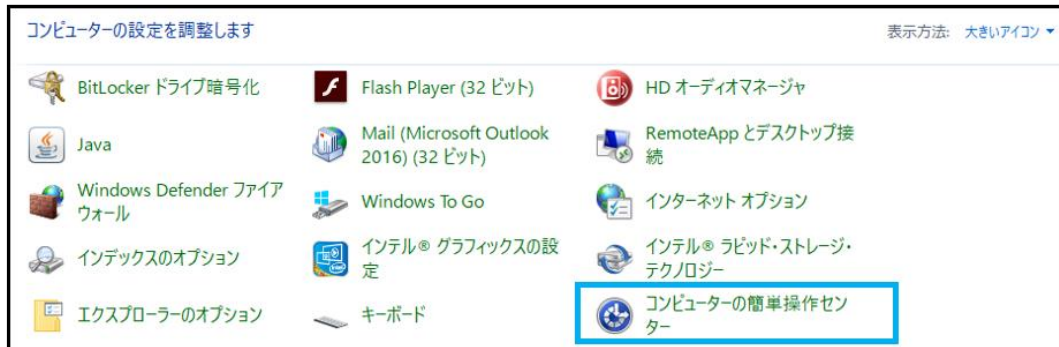 コンピューターの設定を調整します
表示方法: 大きいアイコン
BitLocker ドライブ暗号化
Flash Player (32 ビット)
HD オーディオマネージャ
Java
Mail (Microsoft Outlook
2016) (32 ビット)
RemoteApp とデスクトップ接
続
Windows Defender ファイア
ウォール
Windows To Go
インターネット オプション
インデックスのオプション
インテル® グラフィックスの設
定
インテル® ラピッド・ストレージ・
テクノロジー
エクスプローラーのオプション
キーボード
コンピューターの簡単操作セン
ター